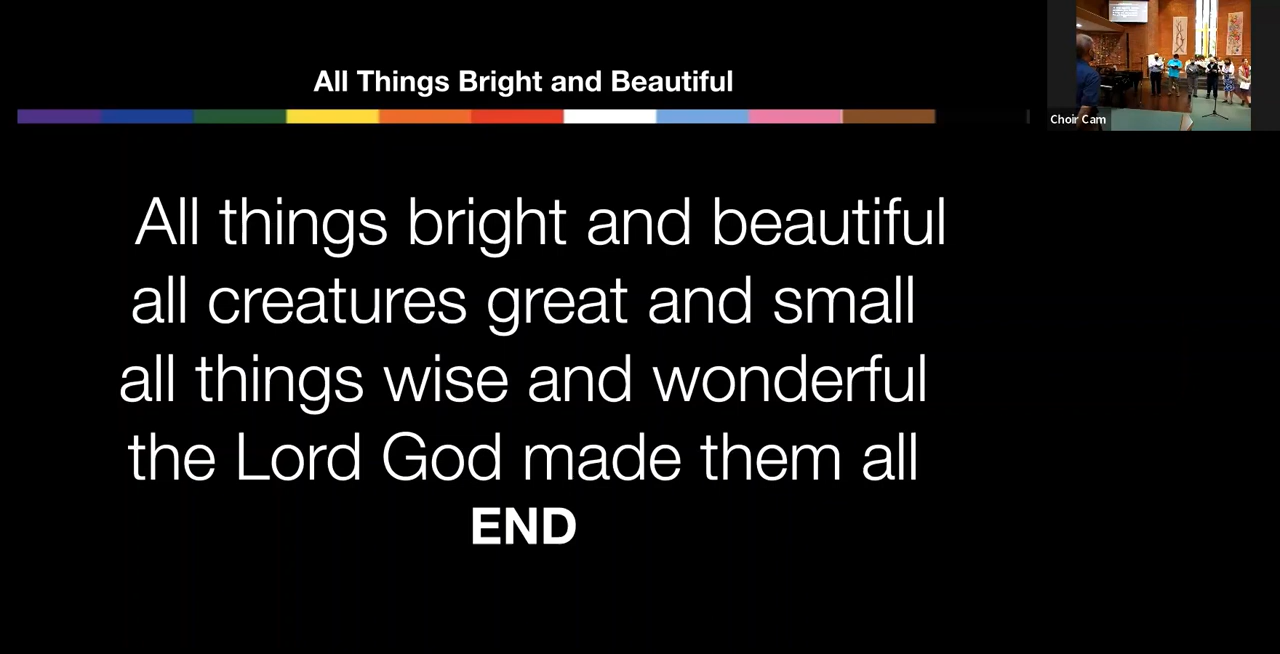 All Things Bright and Beautiful
Choir Cam
All things bright and beautiful
all creatures great and small
all things wise and wonderful
the Lord God made them all
END